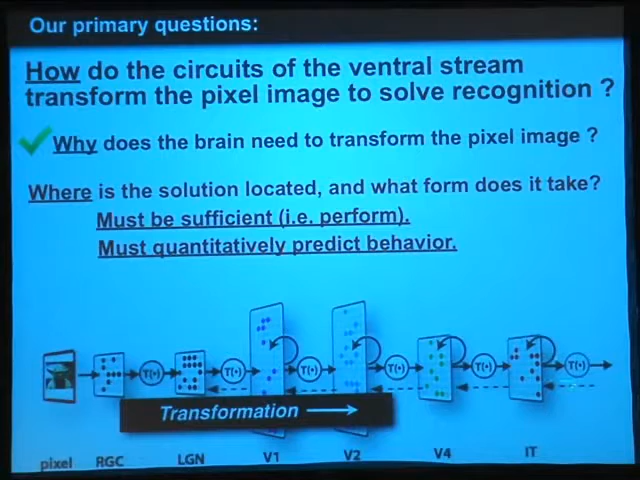 Our primary questions:
How do the circuits of the ventral stream
transform the pixel image to solve recognition ?
Why does the brain need to transform the pixel image ?
Where is the solution located, and what form does it take?
Must be sufficient (i.e. perform).
Must quantitatively predict behavior.
T(•) T(•) T(•) T(•) T(•) T(•)
Transformation
pixel RGC LGN V1 V2 V4 IT